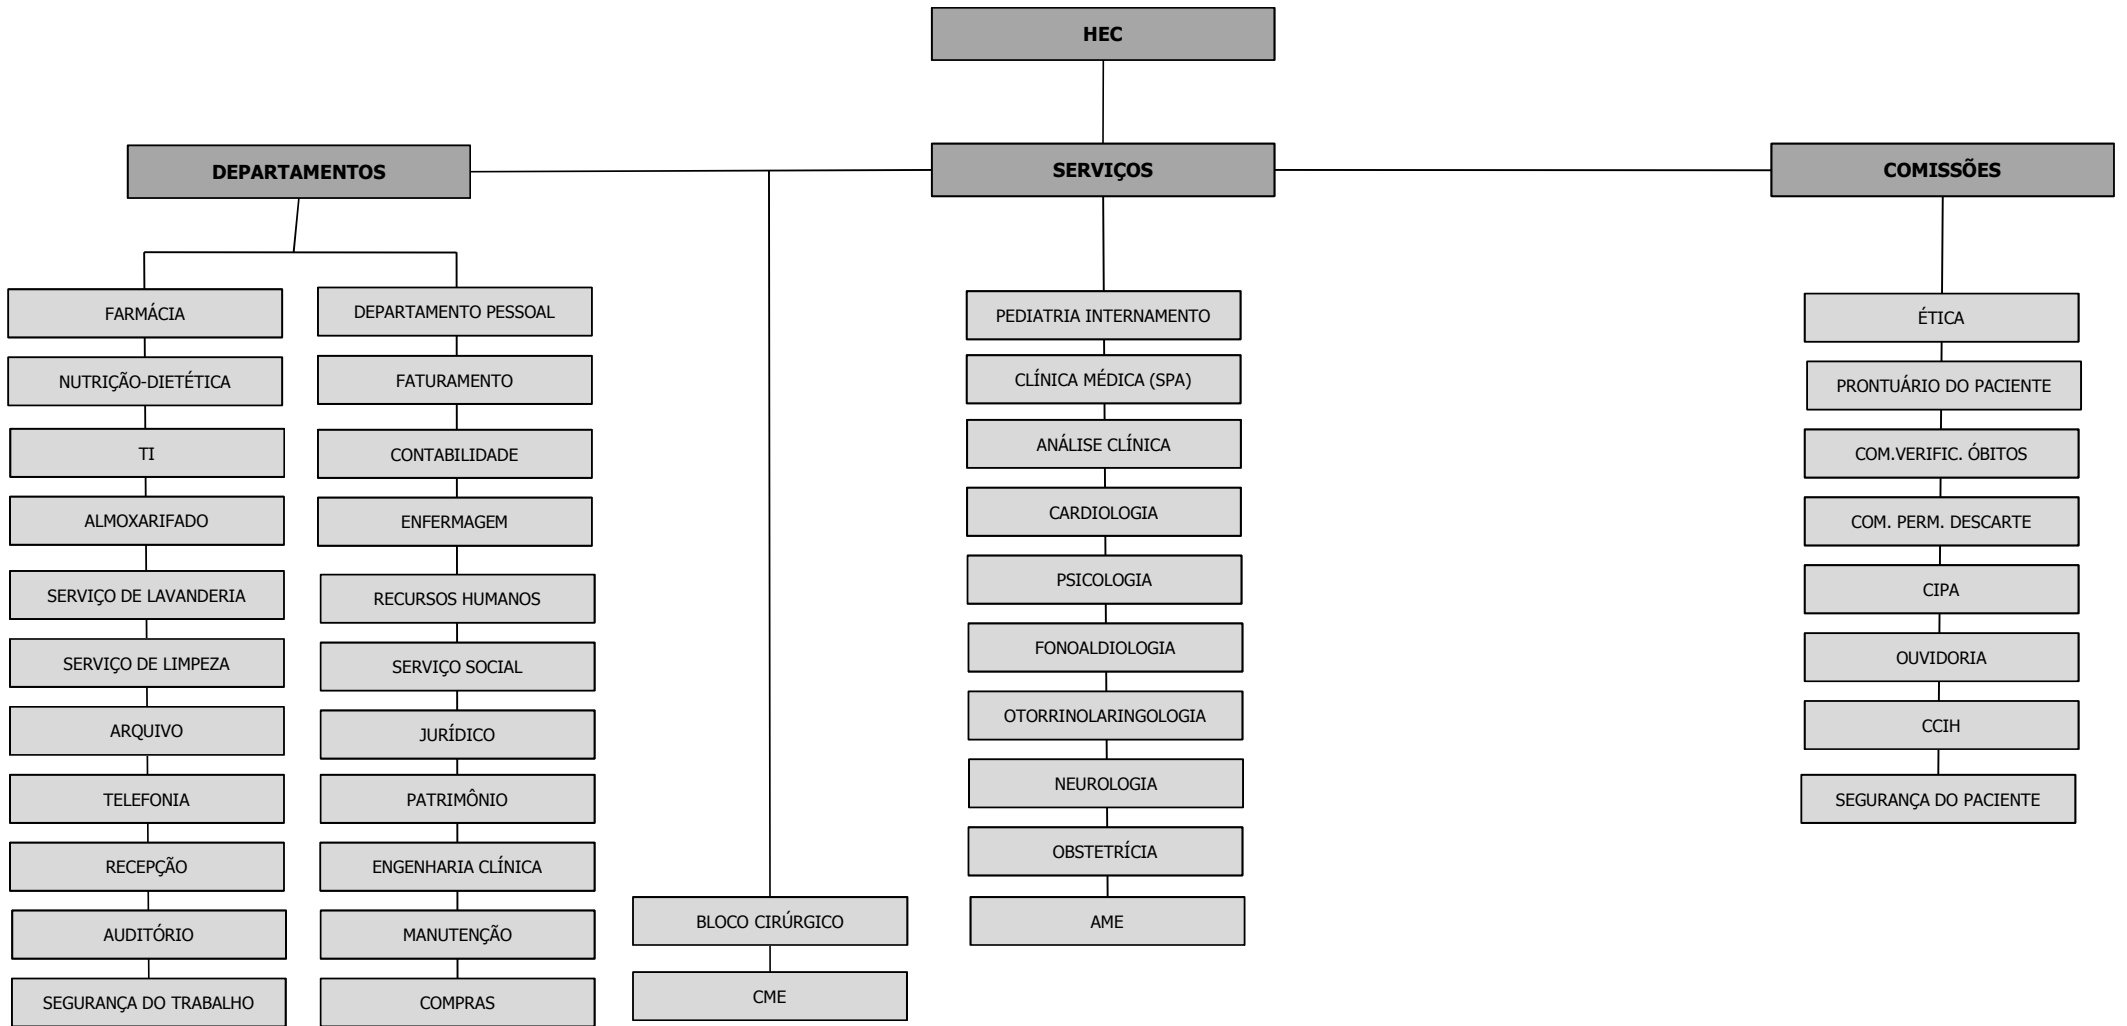 HEC
DEPARTAMENTOS
SERVIÇOS
COMISSÕES
FARMÁCIA
NUTRIÇÃO-DIETÉTICA
TI
ALMOXARIFADO
SERVIÇO DE LAVANDERIA
SERVIÇO DE LIMPEZA
ARQUIVO
TELEFONIA
RECEPÇÃO
AUDITÓRIO
SEGURANÇA DO TRABALHO
DEPARTAMENTO PESSOAL
FATURAMENTO
CONTABILIDADE
ENFERMAGEM
RECURSOS HUMANOS
SERVIÇO SOCIAL
JURÍDICO
PATRIMÔNIO
ENGENHARIA CLÍNICA
MANUTENÇÃO
COMPRAS
BLOCO CIRÚRGICO
CME
PEDIATRIA INTERNAMENTO
CLÍNICA MÉDICA (SPA)
ANÁLISE CLÍNICA
CARDIOLOGIA
PSICOLOGIA
FONOALDIOLOGIA
OTORRINOLARINGOLOGIA
NEUROLOGIA
OBSTETRÍCIA
AME
ÉTICA
PRONTUÁRIO DO PACIENTE
COM.VERIFIC. ÓBITOS
COM. PERM. DESCARTE
CIPA
OUVIDORIA
CCIH
SEGURANÇA DO PACIENTE